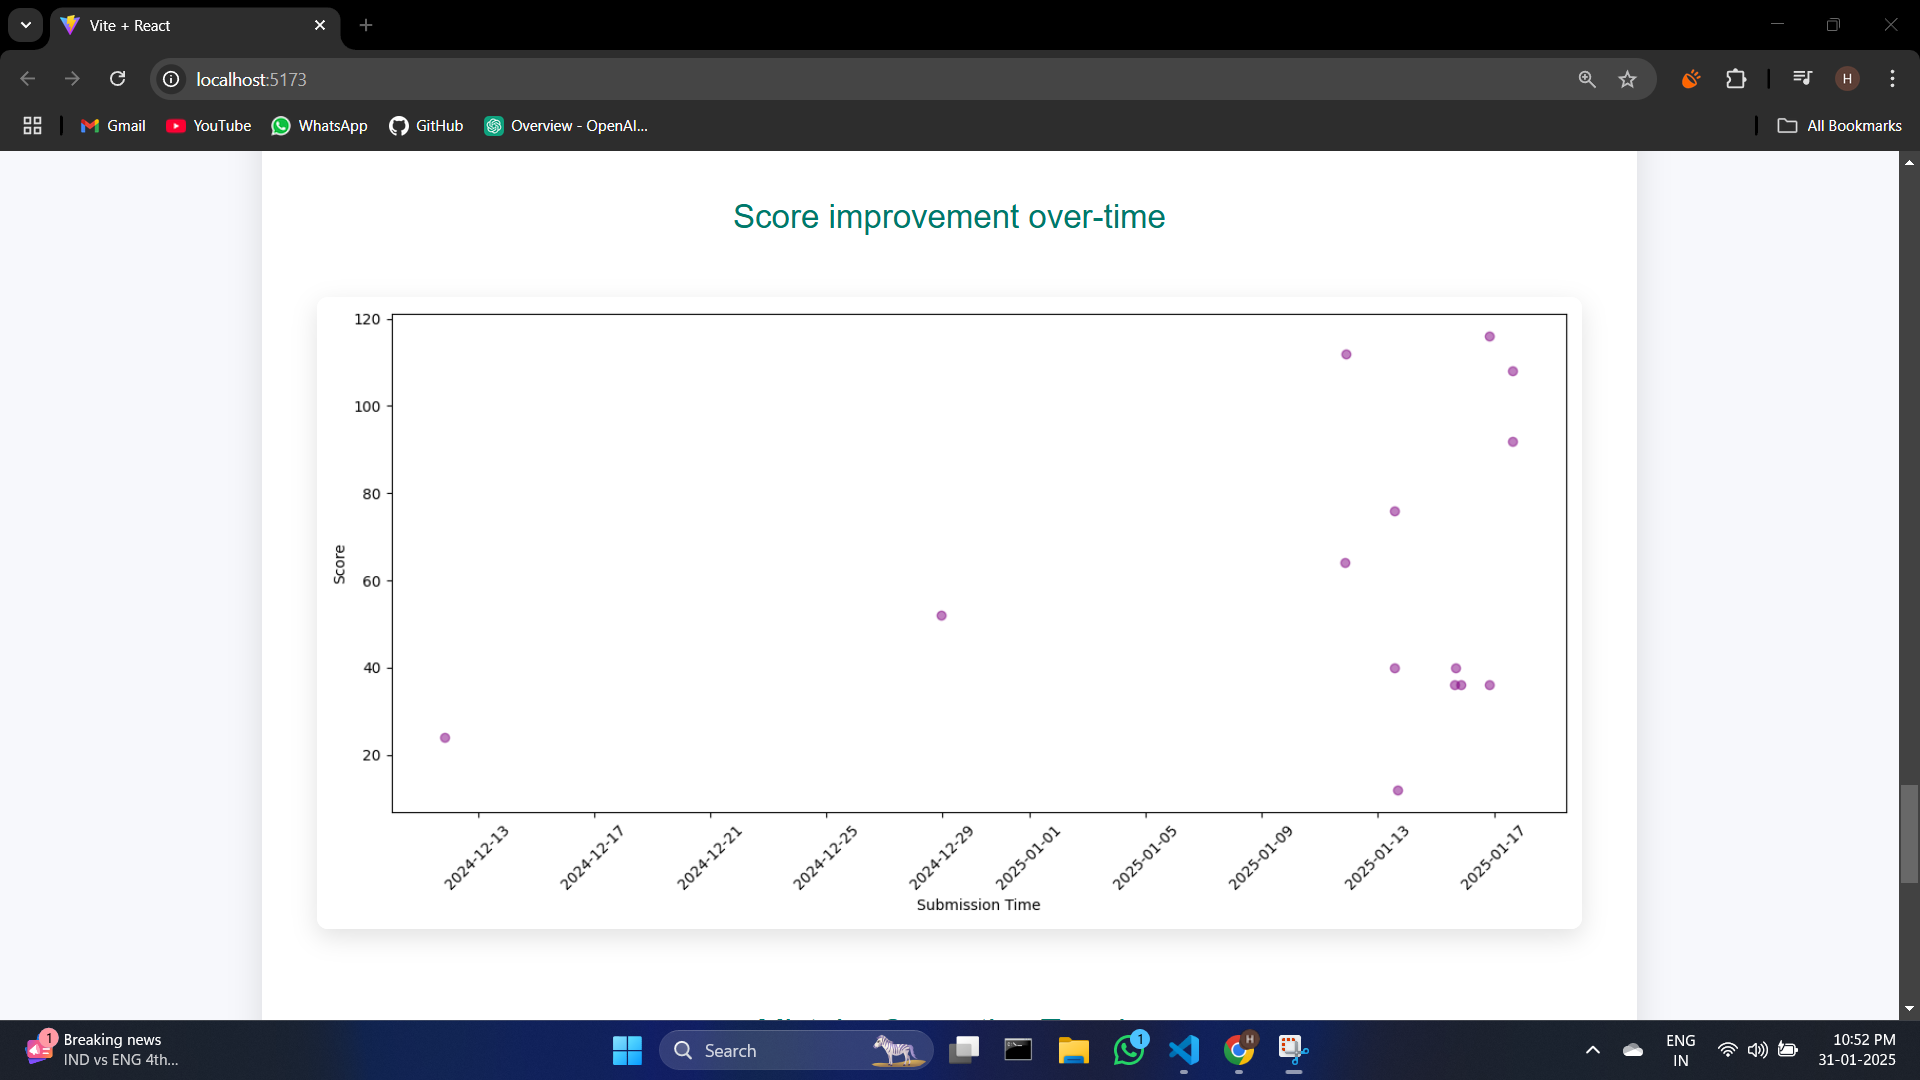 Vite + React
localhost:5173
H
Gmail
YouTube
WhatsApp
GitHub
Overview - OpenAI...
All Bookmarks
Score improvement over-time
120
100
80
60
40
20
Score
2024-12-13
2024-12-17
2024-12-21
2024-12-25
2024-12-29
2025-01-01
2025-01-05
2025-01-09
2025-01-13
2025-01-17
Submission Time
1
Breaking news
IND vs ENG 4th...
Search
1
H
ENG
IN
10:52 PM
31-01-2025